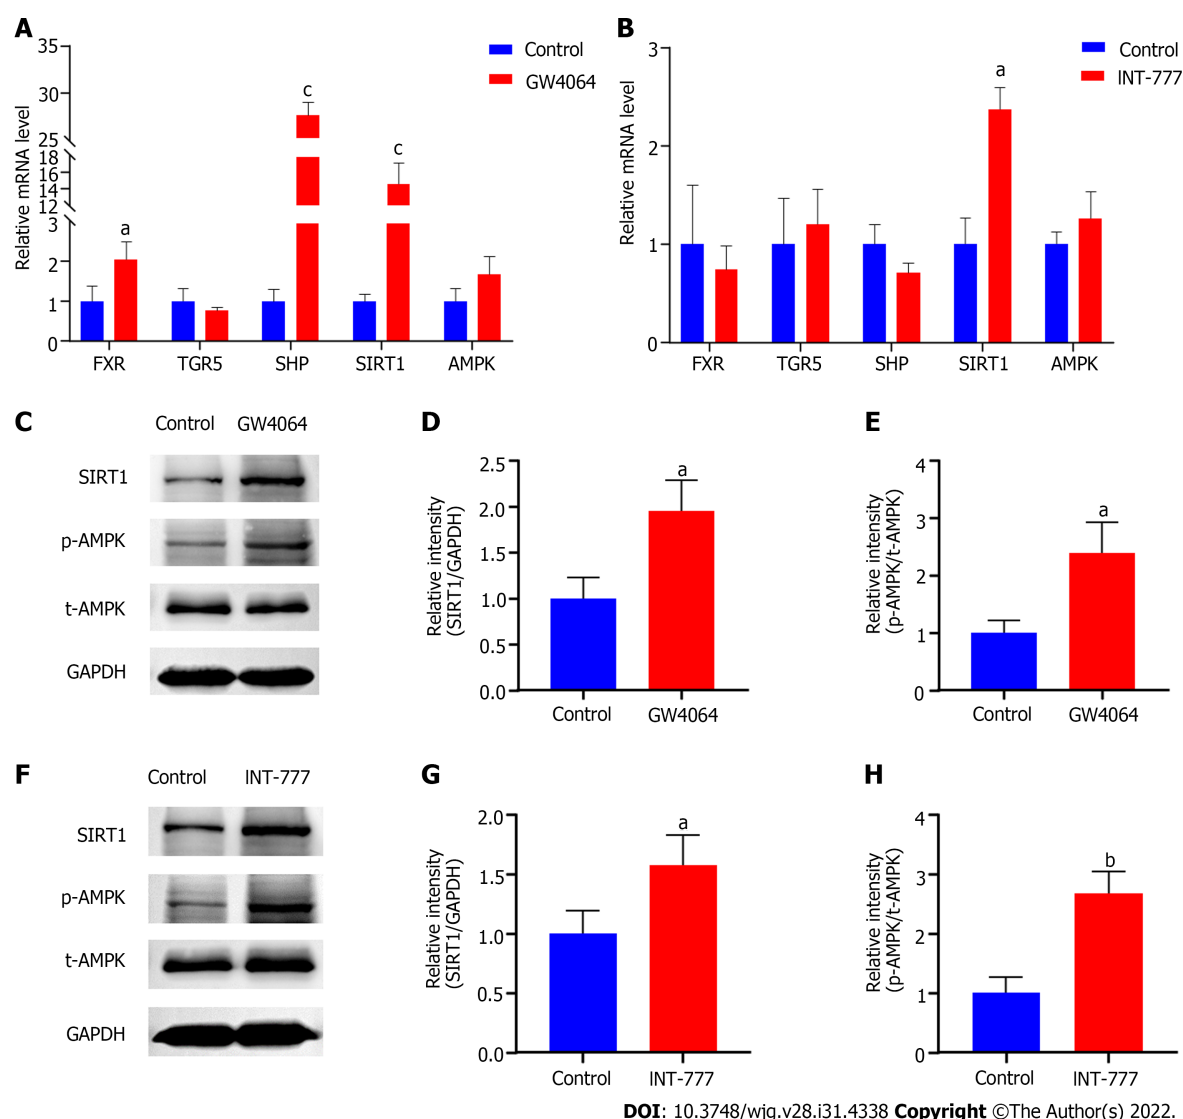 A
B
Control
GW4064
Control
INT-777
Relative mRNA level
35
30
25
18
16
14
12
3
2
1
0
c
c
a
FXR
TGR5
SHP
SIRT1
AMPK
Relative mRNA level
3
2
1
0
a
FXR
TGR5
SHP
SIRT1
AMPK
C
Control
GW4064
SIRT1
p-AMPK
t-AMPK
GAPDH
D
Relative intensity
(SIRT1/GAPDH)
2.5
2.0
1.5
1.0
0.5
0.0
a
Control
GW4064
E
Relative intensity
(p-AMPK/t-AMPK)
4
3
2
1
0
a
Control
GW4064
F
Control
INT-777
SIRT1
p-AMPK
t-AMPK
GAPDH
G
Relative intensity
(SIRT1/GAPDH)
2.0
1.5
1.0
0.5
0.0
a
Control
INT-777
H
Relative intensity
(p-AMPK/t-AMPK)
4
3
2
1
0
b
Control
INT-777
DOI: 10.3748/wjg.v28.i31.4338 Copyright ©The Author(s) 2022.